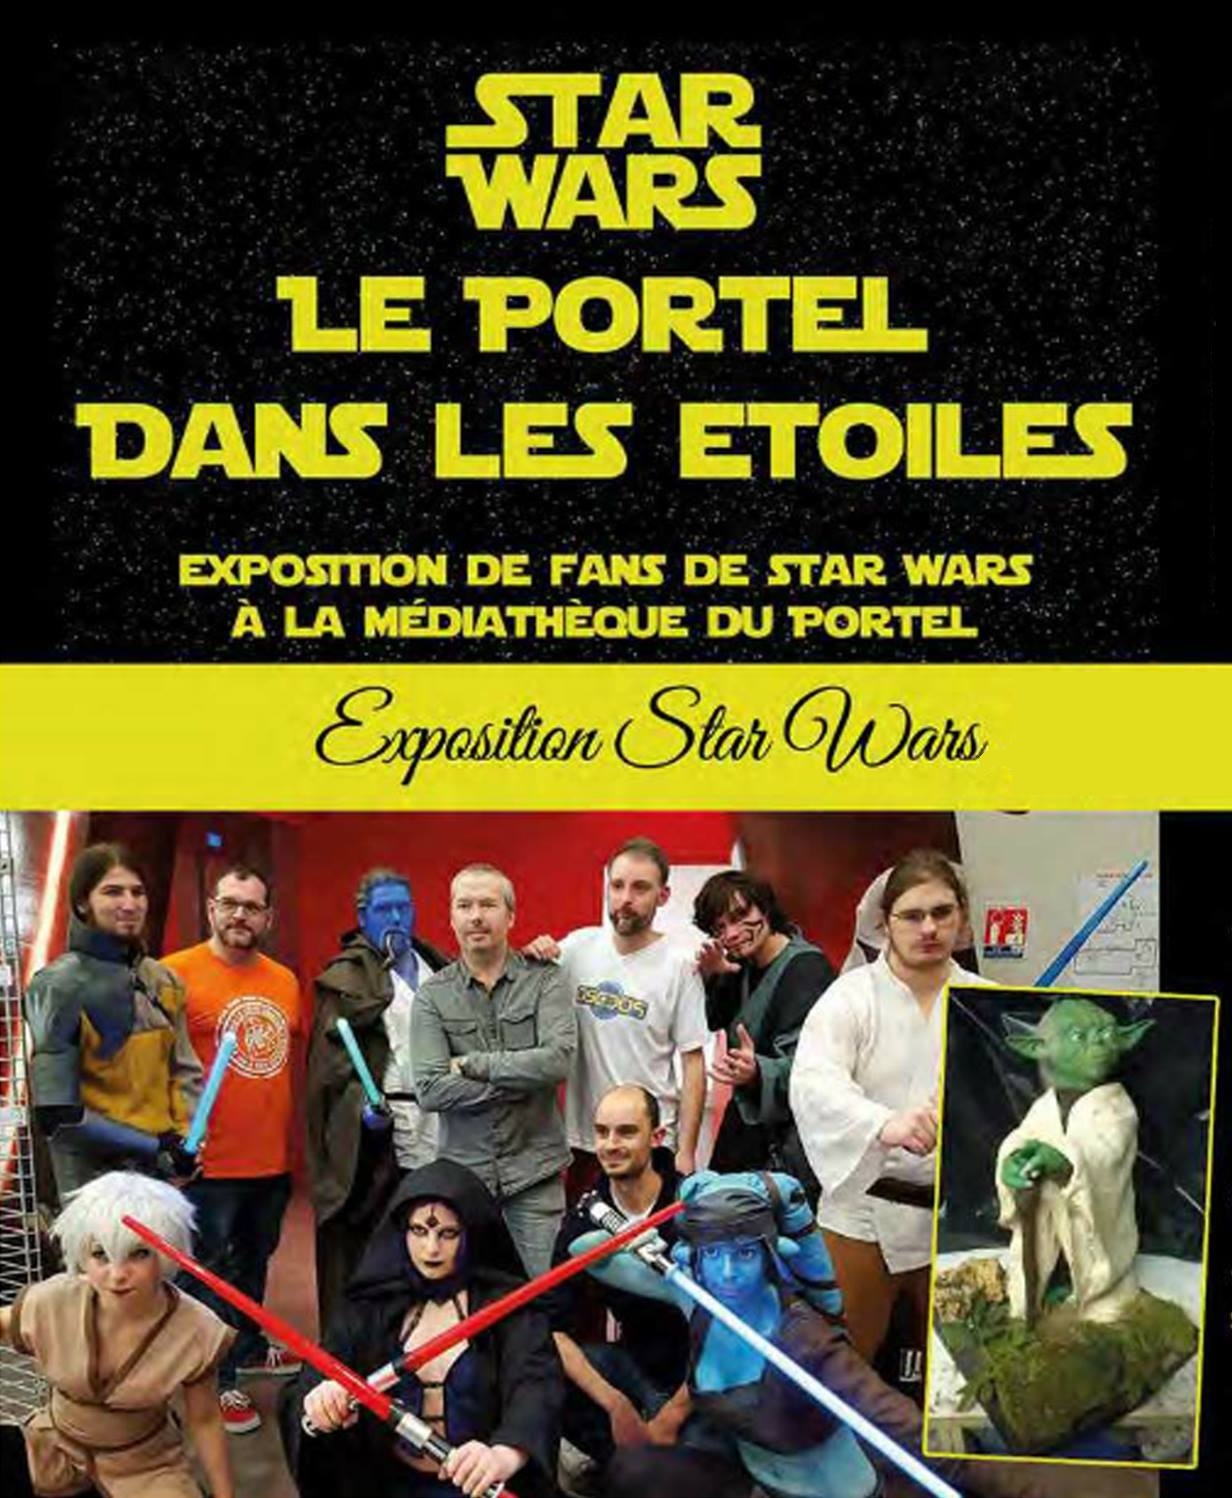 STAR
WARS
LE PORTEL
DANS LES ETOILES
EXPOSITION DE FANS DE STAR WARS
À LA MÉDIATHÈQUE DU PORTEL
Exposition Star Wars